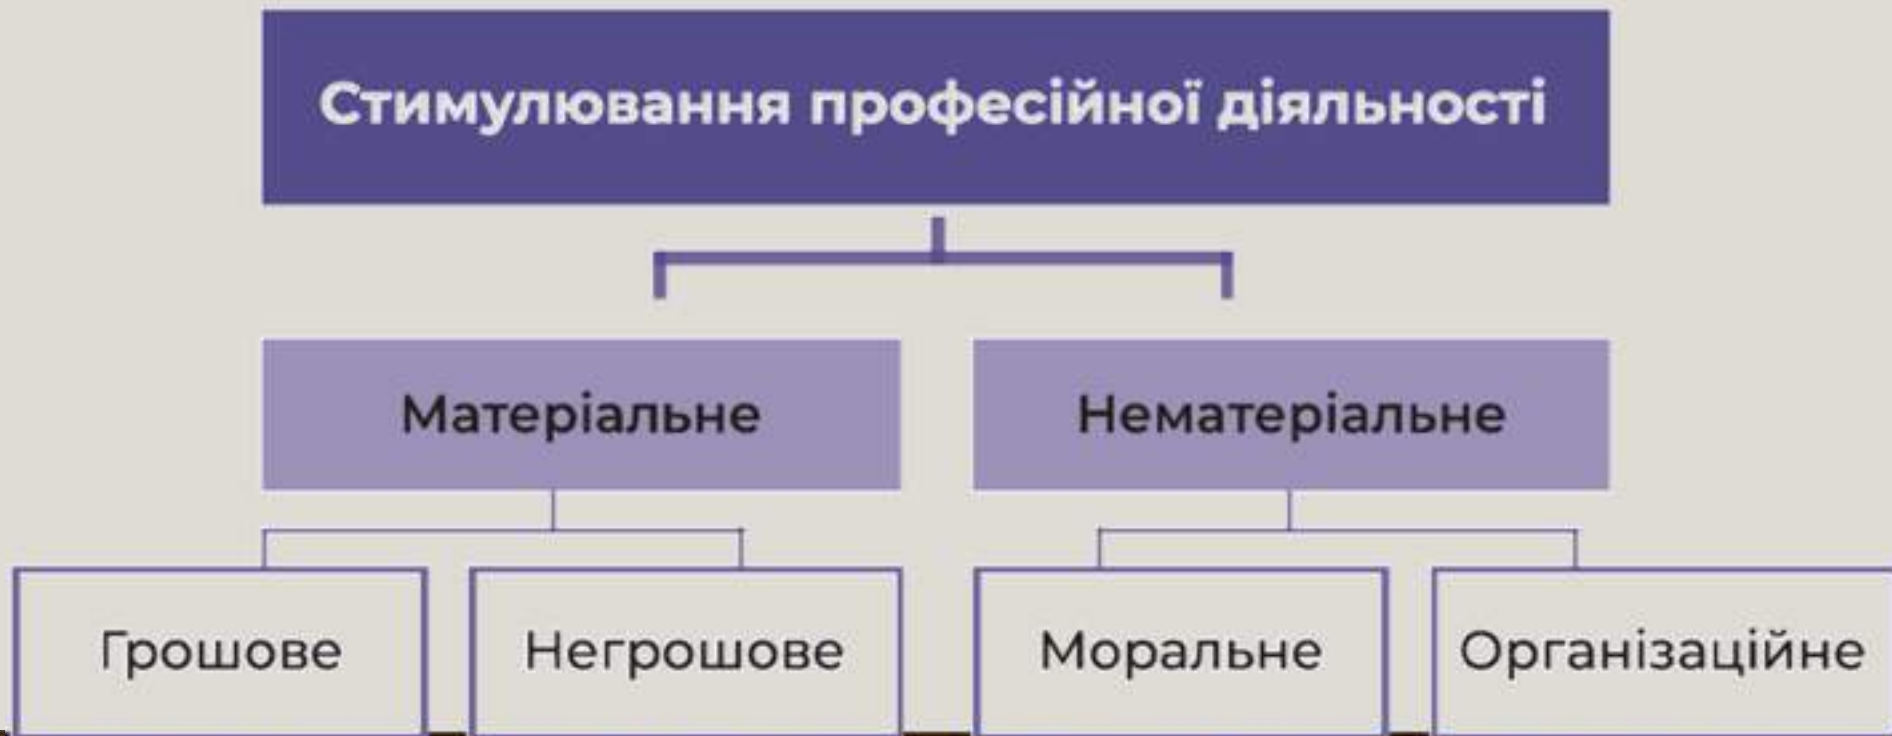 Стимулювання професійної діяльності
Матеріальне
Нематеріальне
Грошове
Негрошове
Моральне
Організаційне